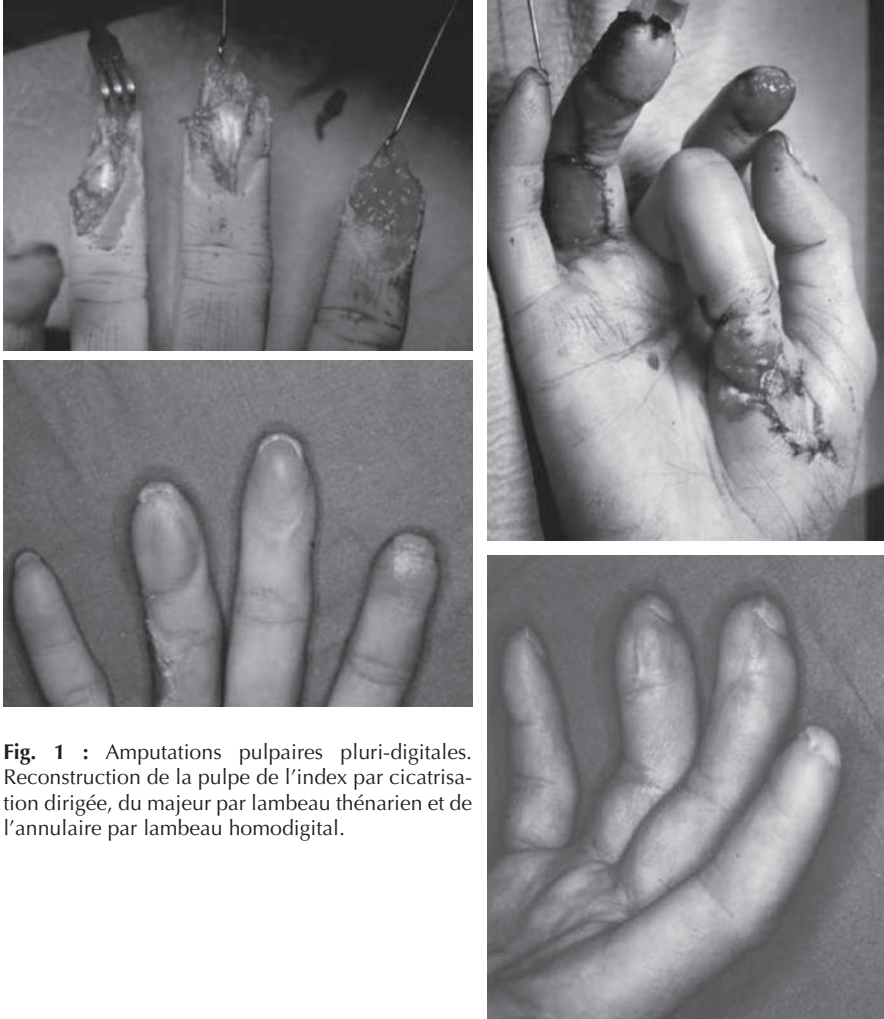 Fig. 1 : Amputations pulpaires pluri-digitales.
Reconstruction de la pulpe de l'index par cicatrisa-
tion dirigée, du majeur par lambeau thénarien et de
l'annulaire par lambeau homodigital.